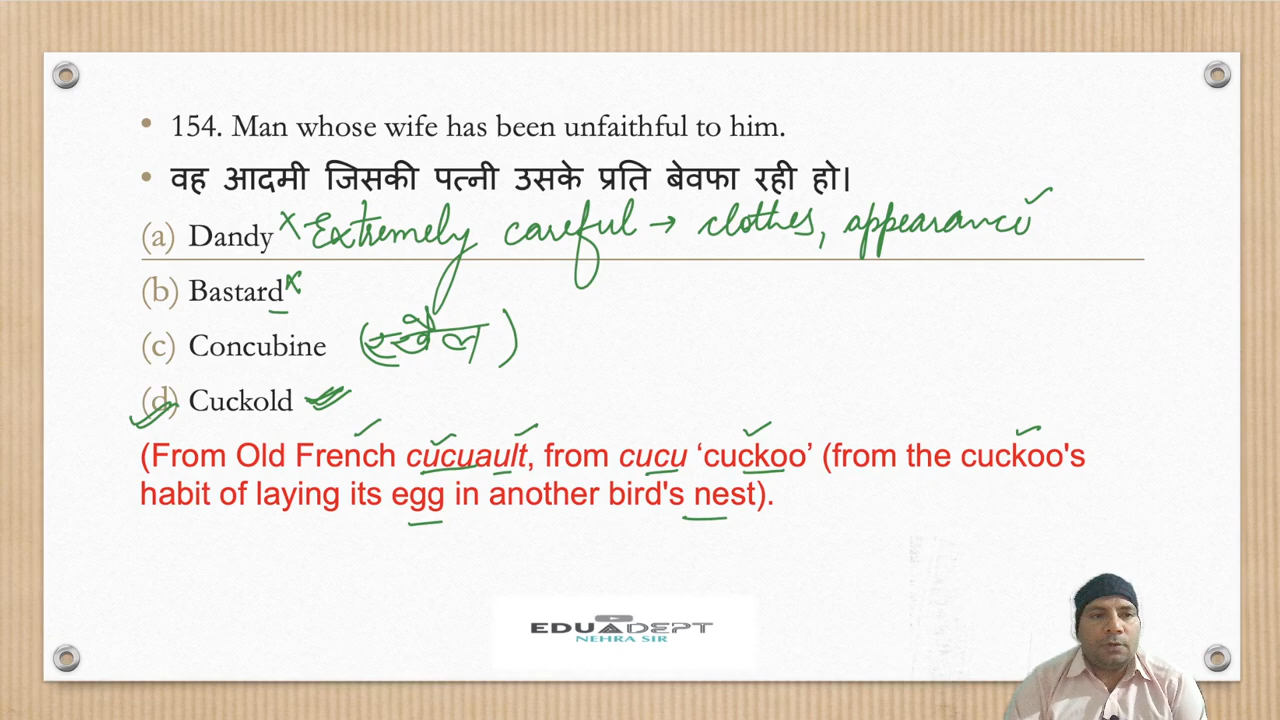 • 154. Man whose wife has been unfaithful to him.
• वह आदमी जिसकी पत्नी उसके प्रति बेवफा रही हो।
(a) Dandy x Extremely careful → clothes, appearance
(b) Bastard x
(c) Concubine (रखैल)
(d) Cuckold
(From Old French cucuault, from cucu ‘cuckoo’ (from the cuckoo's
habit of laying its egg in another bird's nest).
EDUADEPT
NEHRA SIR